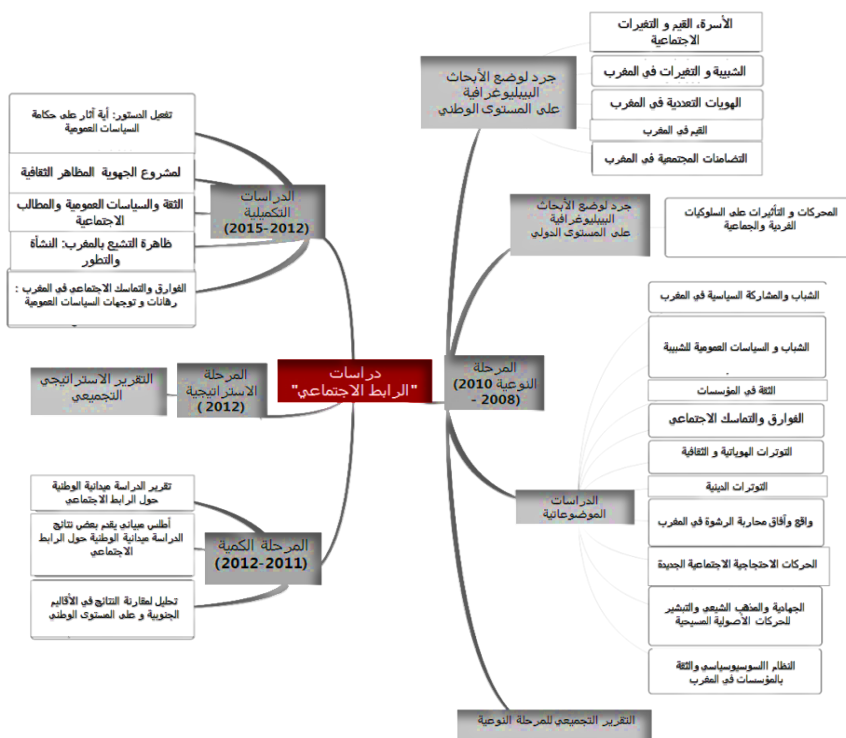 دراسات
"الرابط الاجتماعي"
المرحلة
النوعية 2010)
(2008 -
جرد لوضع الأبحاث
البيبليوغرافية
على المستوى الوطني
الأسرة، القيم و التغيرات
الاجتماعية
الشبيبة و التغيرات في المغرب
الهويات التعددية في المغرب
القيم في المغرب
التضامنات المجتمعية في المغرب
جرد لوضع الأبحاث
البيبليوغرافية
على المستوى الدولي
المحركات و التأثيرات على السلوكيات
الفردية والجماعية
الدراسات
الموضوعاتية
الشباب والمشاركة السياسية في المغرب
الشباب و السياسات العمومية للشبيبة
الثقة في المؤسسات
الفوارق والتماسك الاجتماعي
التوترات الهوياتية و الثقافية
التوترات الدينية
واقع وآفاق محاربة الرشوة في المغرب
الحركات الاحتجاجية الاجتماعية الجديدة
الجهادية والمذهب الشيعي والتبشير
للحركات الأصولية المسيحية
النظام االسوسيوسياسي والثقة
بالمؤسسات في المغرب
التقرير التجميعي للمرحلة النوعية
الدراسات
التكميلية
(2015-2012)
تفعيل الدستور: أية آثار على حكامة
السياسات العمومية
لمشروع الجهوية المظاهر الثقافية
الثقة والسياسات العمومية والمطالب
الاجتماعية
ظاهرة التشيع بالمغرب: النشأة
والتطور
الفوارق والتماسك الاجتماعي في المغرب :
رهانات و توجهات السياسات العمومية
المرحلة
الاستراتيجية
(2012 )
التقرير الاستراتيجي
التجميعي
المرحلة الكمية
(2012-2011)
تقرير الدراسة ميدانية الوطنية
حول الرابط الاجتماعي
أطلس مبياني يقدم بعض نتائج
الدراسة ميدانية الوطنية حول الرابط
الاجتماعي
تحليل لمقارنة النتائج في الأقاليم
الجنوبية و على المستوى الوطني